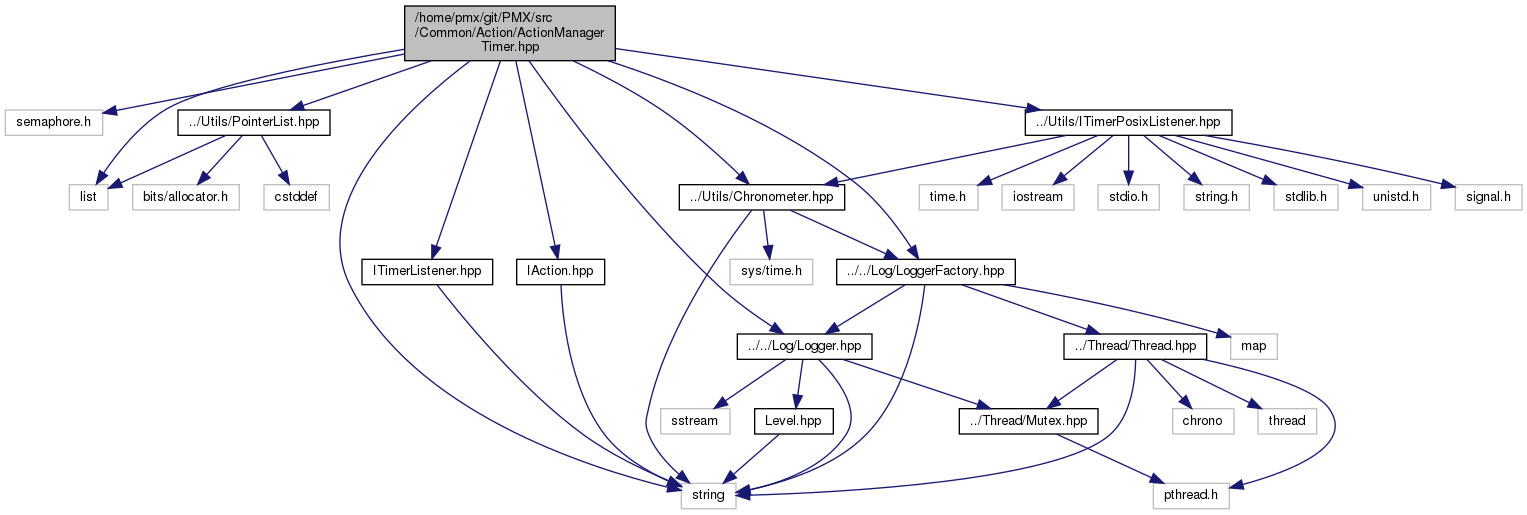 /home/pmx/git/PMX/src
/Common/Action/ActionManager
Timer.hpp
semaphore.h
../Utils/PointerList.hpp
../Utils/ITimerPosixListener.hpp
list
bits/allocator.h
cstddef
../Utils/Chronometer.hpp
time.h
iostream
stdio.h
string.h
stdlib.h
unistd.h
signal.h
ITimerListener.hpp
IAction.hpp
sys/time.h
../../Log/LoggerFactory.hpp
../../Log/Logger.hpp
../Thread/Thread.hpp
map
sstream
Level.hpp
../Thread/Mutex.hpp
chrono
thread
string
pthread.h